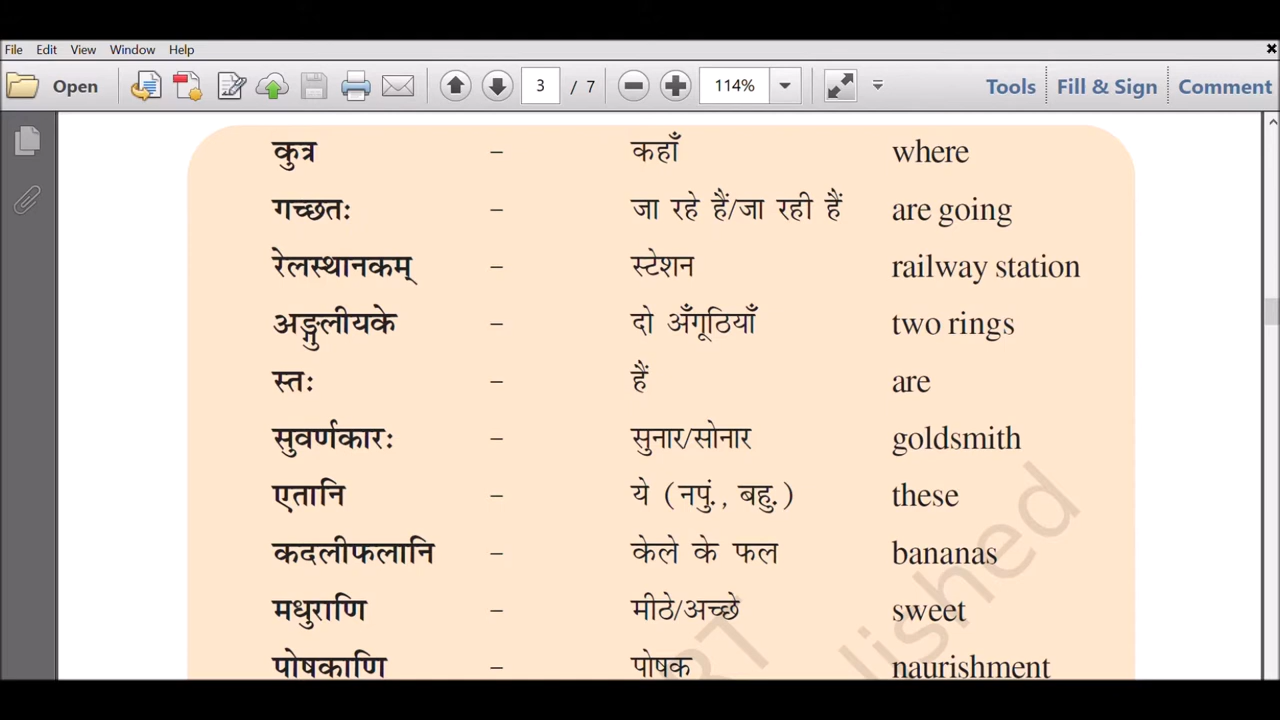 File Edit View Window Help
Open 3 / 7 114% Tools Fill & Sign Comment
कुत्र – कहाँ where
गच्छतः – जा रहे हैं/जा रही हैं are going
रेलस्थानकम् – स्टेशन railway station
अङ्गुलीयके – दो अँगूठियाँ two rings
स्तः – हैं are
सुवर्णकारः – सुनार/सोनार goldsmith
एतानि – ये (नपुं., बहु.) these
कदलीफलानि – केले के फल bananas
मधुराणि – मीठे/अच्छे sweet
पोषकाणि – पोषक naurishment